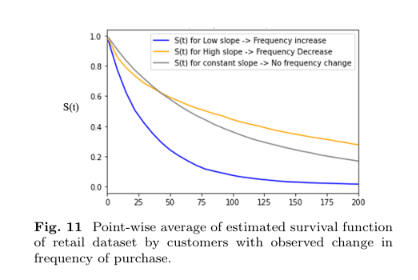 S(t) for Low slope -> Frequency increase
S(t) for High slope -> Frequency Decrease
S(t) for constant slope -> No frequency change
1.0
0.8
0.6
S(t)
0.4
0.2
0.0
0 25 50 75 100 125 150 175 200
Fig. 11 Point-wise average of estimated survival function
of retail dataset by customers with observed change in
frequency of purchase.